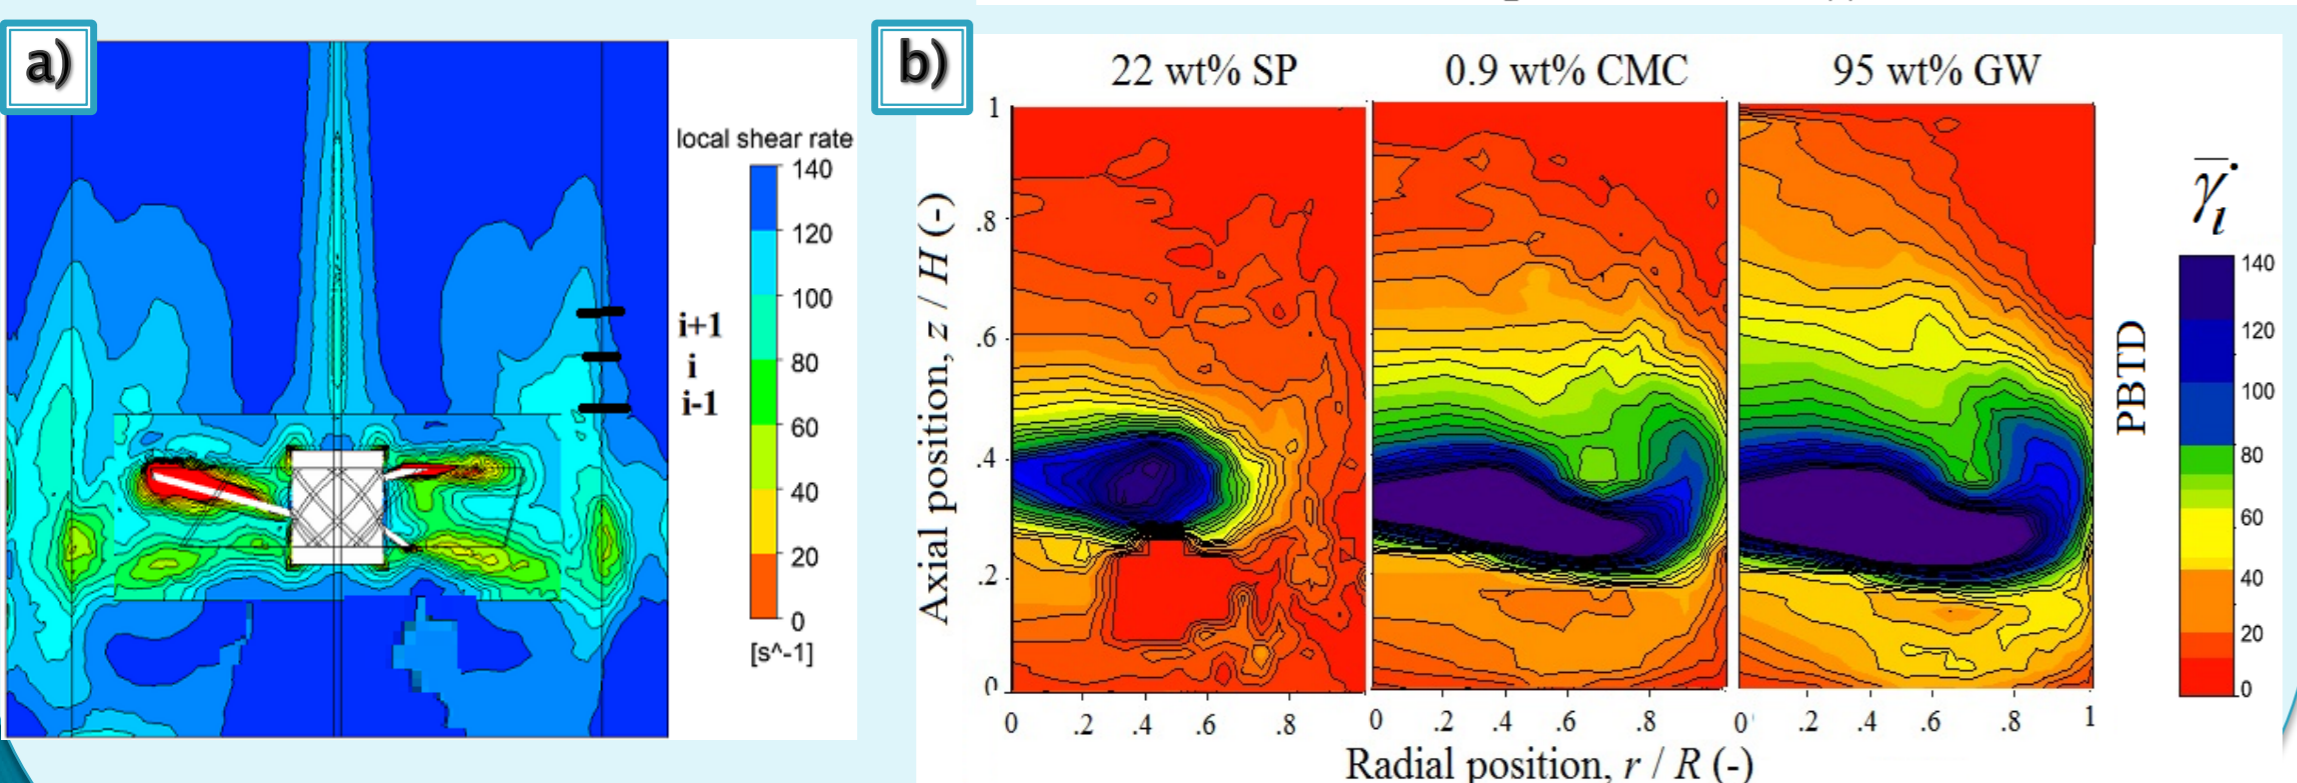 a)
local shear rate
140
120
100
80
60
40
20
0
[s^-1]
i+1
i
i-1
b)
22 wt% SP
0.9 wt% CMC
95 wt% GW
Axial position, z / H (-)
1
.8
.6
.4
.2
0
0 .2 .4 .6 .8
0 .2 .4 .6 .8
0 .2 .4 .6 .8 1
Radial position, r / R (-)
γ̇̅ₗ
140
120
100
80
60
40
20
0
PBTD